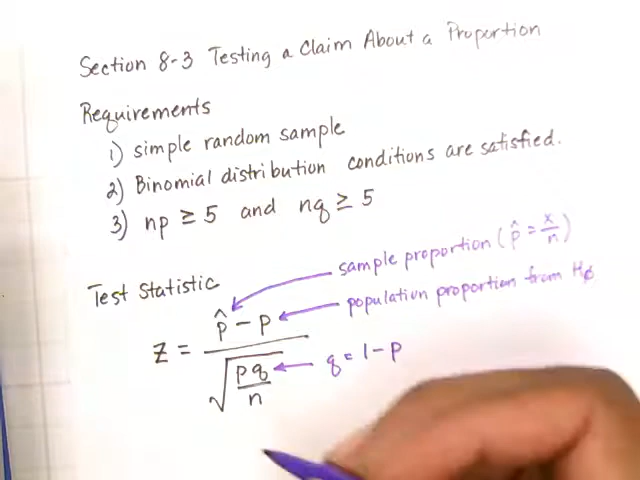 Section 8-3 Testing a Claim About a Proportion
Requirements
1) simple random sample
2) Binomial distribution conditions are satisfied.
3) np ≥ 5 and nq ≥ 5
Test Statistic
sample proportion (p̂ = x/n)
population proportion from H₀
z = (p̂ − p) / √(pq/n)
q = 1 − p